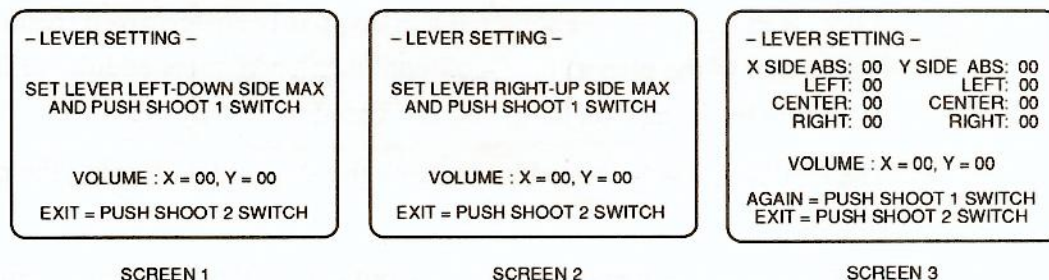 – LEVER SETTING –
SET LEVER LEFT-DOWN SIDE MAX
AND PUSH SHOOT 1 SWITCH
VOLUME : X = 00, Y = 00
EXIT = PUSH SHOOT 2 SWITCH
SCREEN 1
– LEVER SETTING –
SET LEVER RIGHT-UP SIDE MAX
AND PUSH SHOOT 1 SWITCH
VOLUME : X = 00, Y = 00
EXIT = PUSH SHOOT 2 SWITCH
SCREEN 2
– LEVER SETTING –
X SIDE ABS: 00 Y SIDE ABS: 00
LEFT: 00 LEFT: 00
CENTER: 00 CENTER: 00
RIGHT: 00 RIGHT: 00
VOLUME : X = 00, Y = 00
AGAIN = PUSH SHOOT 1 SWITCH
EXIT = PUSH SHOOT 2 SWITCH
SCREEN 3